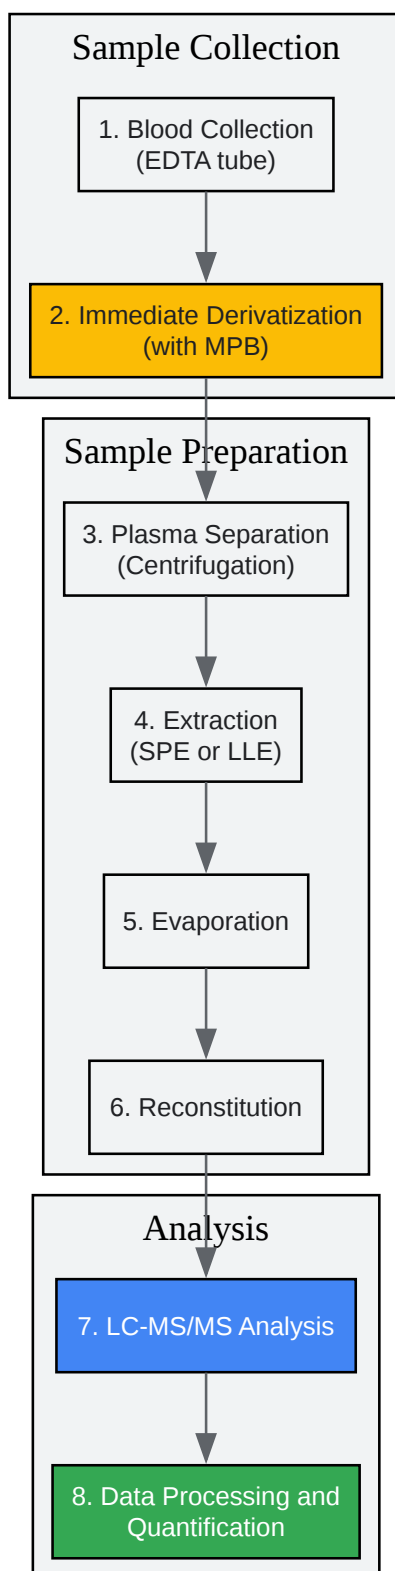 Sample Collection
1. Blood Collection
(EDTA tube)
2. Immediate Derivatization
(with MPB)
Sample Preparation
3. Plasma Separation
(Centrifugation)
4. Extraction
(SPE or LLE)
5. Evaporation
6. Reconstitution
Analysis
7. LC-MS/MS Analysis
8. Data Processing and
Quantification